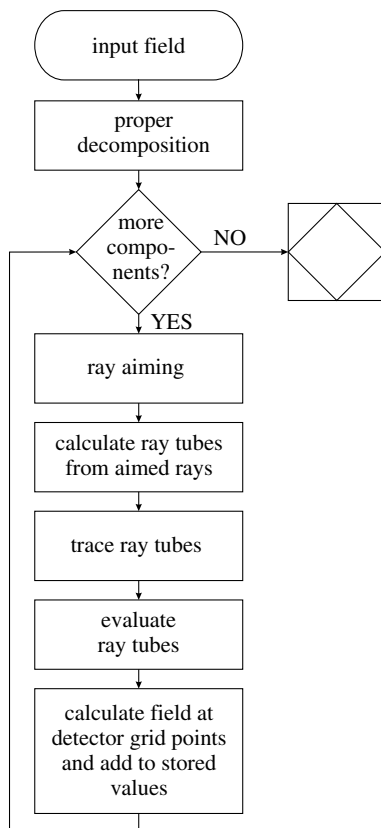 input field
proper
decomposition
more
compo-
nents?
NO
YES
ray aiming
calculate ray tubes
from aimed rays
trace ray tubes
evaluate
ray tubes
calculate field at
detector grid points
and add to stored
values